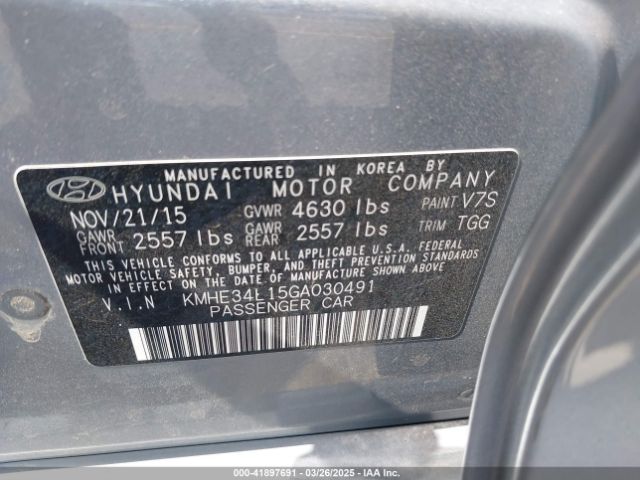 MANUFACTURED IN KOREA BY
HYUNDAI MOTOR COMPANY
NOV/21/15 GVWR 4630 lbs PAINT V7S
GAWR FRONT 2557 lbs GAWR REAR 2557 lbs TRIM TGG
THIS VEHICLE CONFORMS TO ALL APPLICABLE U.S.A. FEDERAL
MOTOR VEHICLE SAFETY, BUMPER, AND THEFT PREVENTION STANDARDS
IN EFFECT ON THE DATE OF MANUFACTURE SHOWN ABOVE
V.I.N KMHE34L15GA030491
PASSENGER CAR
000-41897691 - 03/26/2025 - IAA Inc.